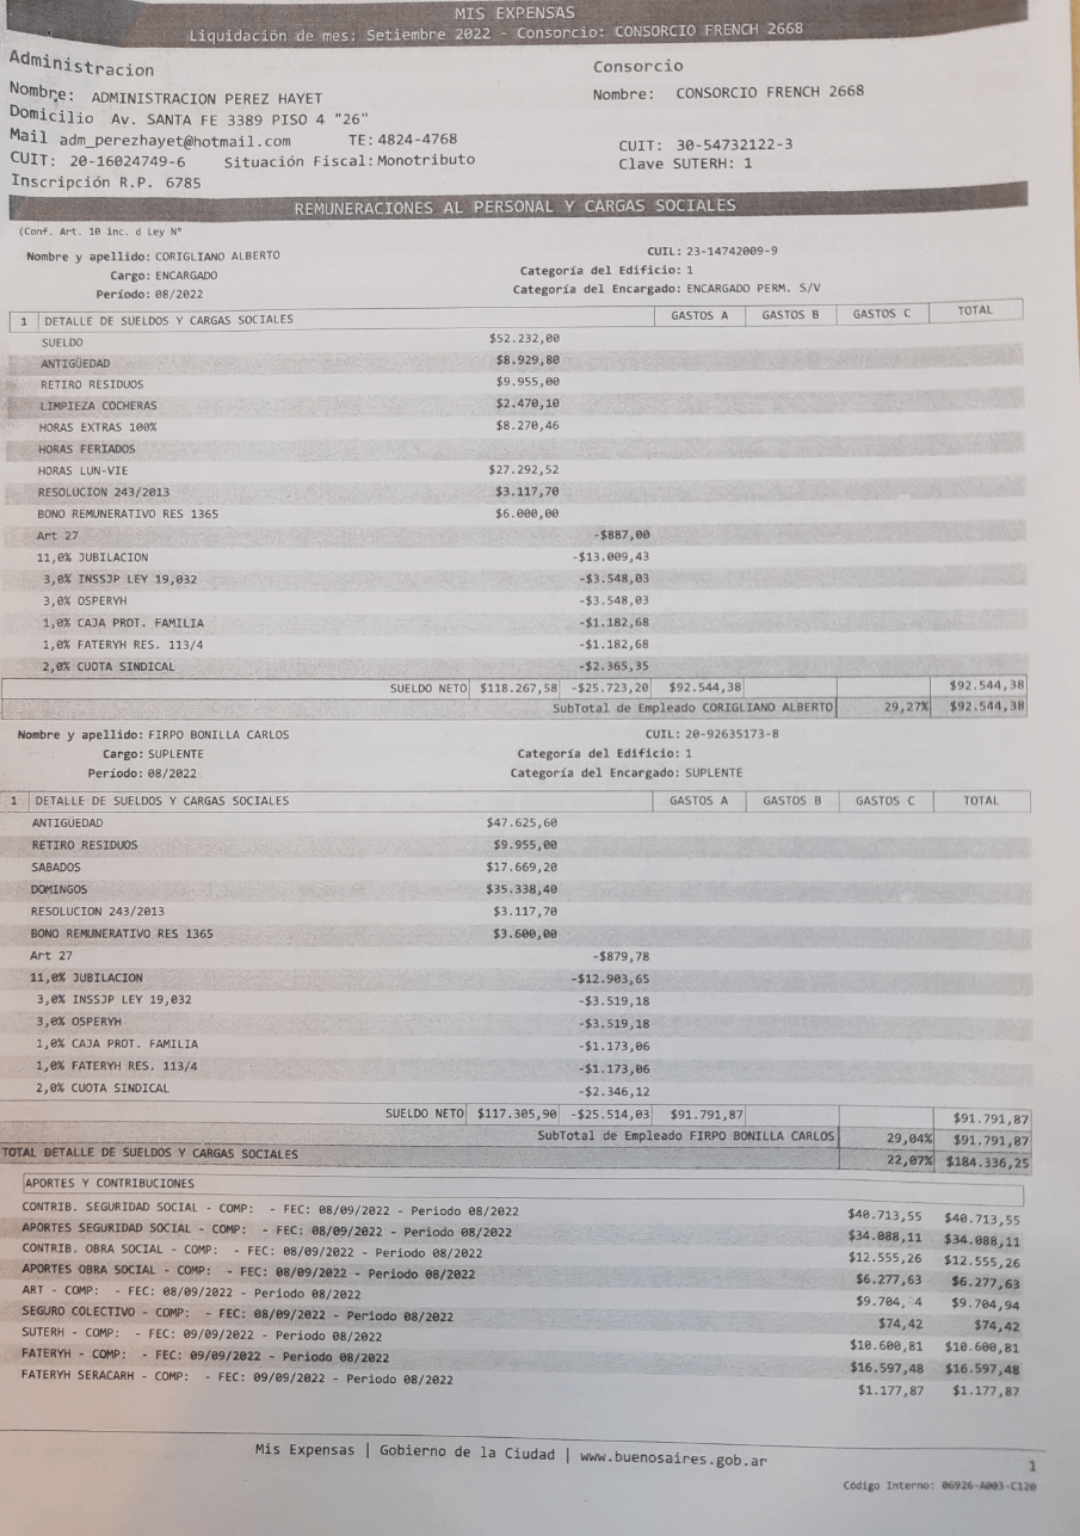 MIS EXPENSAS
Liquidación de mes: Setiembre 2022 - Consorcio: CONSORCIO FRENCH 2668
Administracion
Nombre: ADMINISTRACION PEREZ HAYET
Domicilio Av. SANTA FE 3389 PISO 4 "26"
Mail adm_perezhayet@hotmail.com TE: 4824-4768
CUIT: 20-16024749-6 Situación Fiscal: Monotributo
Inscripción R.P. 6785
Consorcio
Nombre: CONSORCIO FRENCH 2668
CUIT: 30-54732122-3
Clave SUTERH: 1
REMUNERACIONES AL PERSONAL Y CARGAS SOCIALES
(Conf. Art. 10 inc. d Ley Nº
Nombre y apellido: CORIGLIANO ALBERTO CUIL: 23-14742009-9
Cargo: ENCARGADO Categoría del Edificio: 1
Período: 08/2022 Categoría del Encargado: ENCARGADO PERM. S/V
1 DETALLE DE SUELDOS Y CARGAS SOCIALES GASTOS A GASTOS B GASTOS C TOTAL
SUELDO $52.232,00
ANTIGÜEDAD $8.929,80
RETIRO RESIDUOS $9.955,00
LIMPIEZA COCHERAS $2.470,10
HORAS EXTRAS 100% $8.270,46
HORAS FERIADOS
HORAS LUN-VIE $27.292,52
RESOLUCION 243/2013 $3.117,70
BONO REMUNERATIVO RES 1365 $6.000,00
Art 27 -$887,00
11,0% JUBILACION -$13.009,43
3,0% INSSJP LEY 19,032 -$3.548,03
3,0% OSPERYH -$3.548,03
1,0% CAJA PROT. FAMILIA -$1.182,68
1,0% FATERYH RES. 113/4 -$1.182,68
2,0% CUOTA SINDICAL -$2.365,35
SUELDO NETO $118.267,58 -$25.723,20 $92.544,38 $92.544,38
SubTotal de Empleado CORIGLIANO ALBERTO 29,27% $92.544,38
Nombre y apellido: FIRPO BONILLA CARLOS CUIL: 20-92635173-8
Cargo: SUPLENTE Categoría del Edificio: 1
Período: 08/2022 Categoría del Encargado: SUPLENTE
1 DETALLE DE SUELDOS Y CARGAS SOCIALES GASTOS A GASTOS B GASTOS C TOTAL
ANTIGÜEDAD $47.625,60
RETIRO RESIDUOS $9.955,00
SABADOS $17.669,20
DOMINGOS $35.338,40
RESOLUCION 243/2013 $3.117,70
BONO REMUNERATIVO RES 1365 $3.600,00
Art 27 -$879,78
11,0% JUBILACION -$12.903,65
3,0% INSSJP LEY 19,032 -$3.519,18
3,0% OSPERYH -$3.519,18
1,0% CAJA PROT. FAMILIA -$1.173,06
1,0% FATERYH RES. 113/4 -$1.173,06
2,0% CUOTA SINDICAL -$2.346,12
SUELDO NETO $117.305,90 -$25.514,03 $91.791,87 $91.791,87
SubTotal de Empleado FIRPO BONILLA CARLOS 29,04% $91.791,87
TOTAL DETALLE DE SUELDOS Y CARGAS SOCIALES 22,07% $184.336,25
APORTES Y CONTRIBUCIONES
CONTRIB. SEGURIDAD SOCIAL - COMP: - FEC: 08/09/2022 - Periodo 08/2022 $40.713,55 $40.713,55
APORTES SEGURIDAD SOCIAL - COMP: - FEC: 08/09/2022 - Periodo 08/2022 $34.088,11 $34.088,11
CONTRIB. OBRA SOCIAL - COMP: - FEC: 08/09/2022 - Periodo 08/2022 $12.555,26 $12.555,26
APORTES OBRA SOCIAL - COMP: - FEC: 08/09/2022 - Periodo 08/2022 $6.277,63 $6.277,63
ART - COMP: - FEC: 08/09/2022 - Periodo 08/2022 $9.704,94
SEGURO COLECTIVO - COMP: - FEC: 08/09/2022 - Periodo 08/2022 $74,42 $74,42
SUTERH - COMP: - FEC: 09/09/2022 - Periodo 08/2022 $10.600,81 $10.600,81
FATERYH - COMP: - FEC: 09/09/2022 - Periodo 08/2022 $16.597,48 $16.597,48
FATERYH SERACARH - COMP: - FEC: 09/09/2022 - Periodo 08/2022 $1.177,87 $1.177,87
Mis Expensas | Gobierno de la Ciudad | www.buenosaires.gob.ar
1
Código Interno: 06926-A003-C120